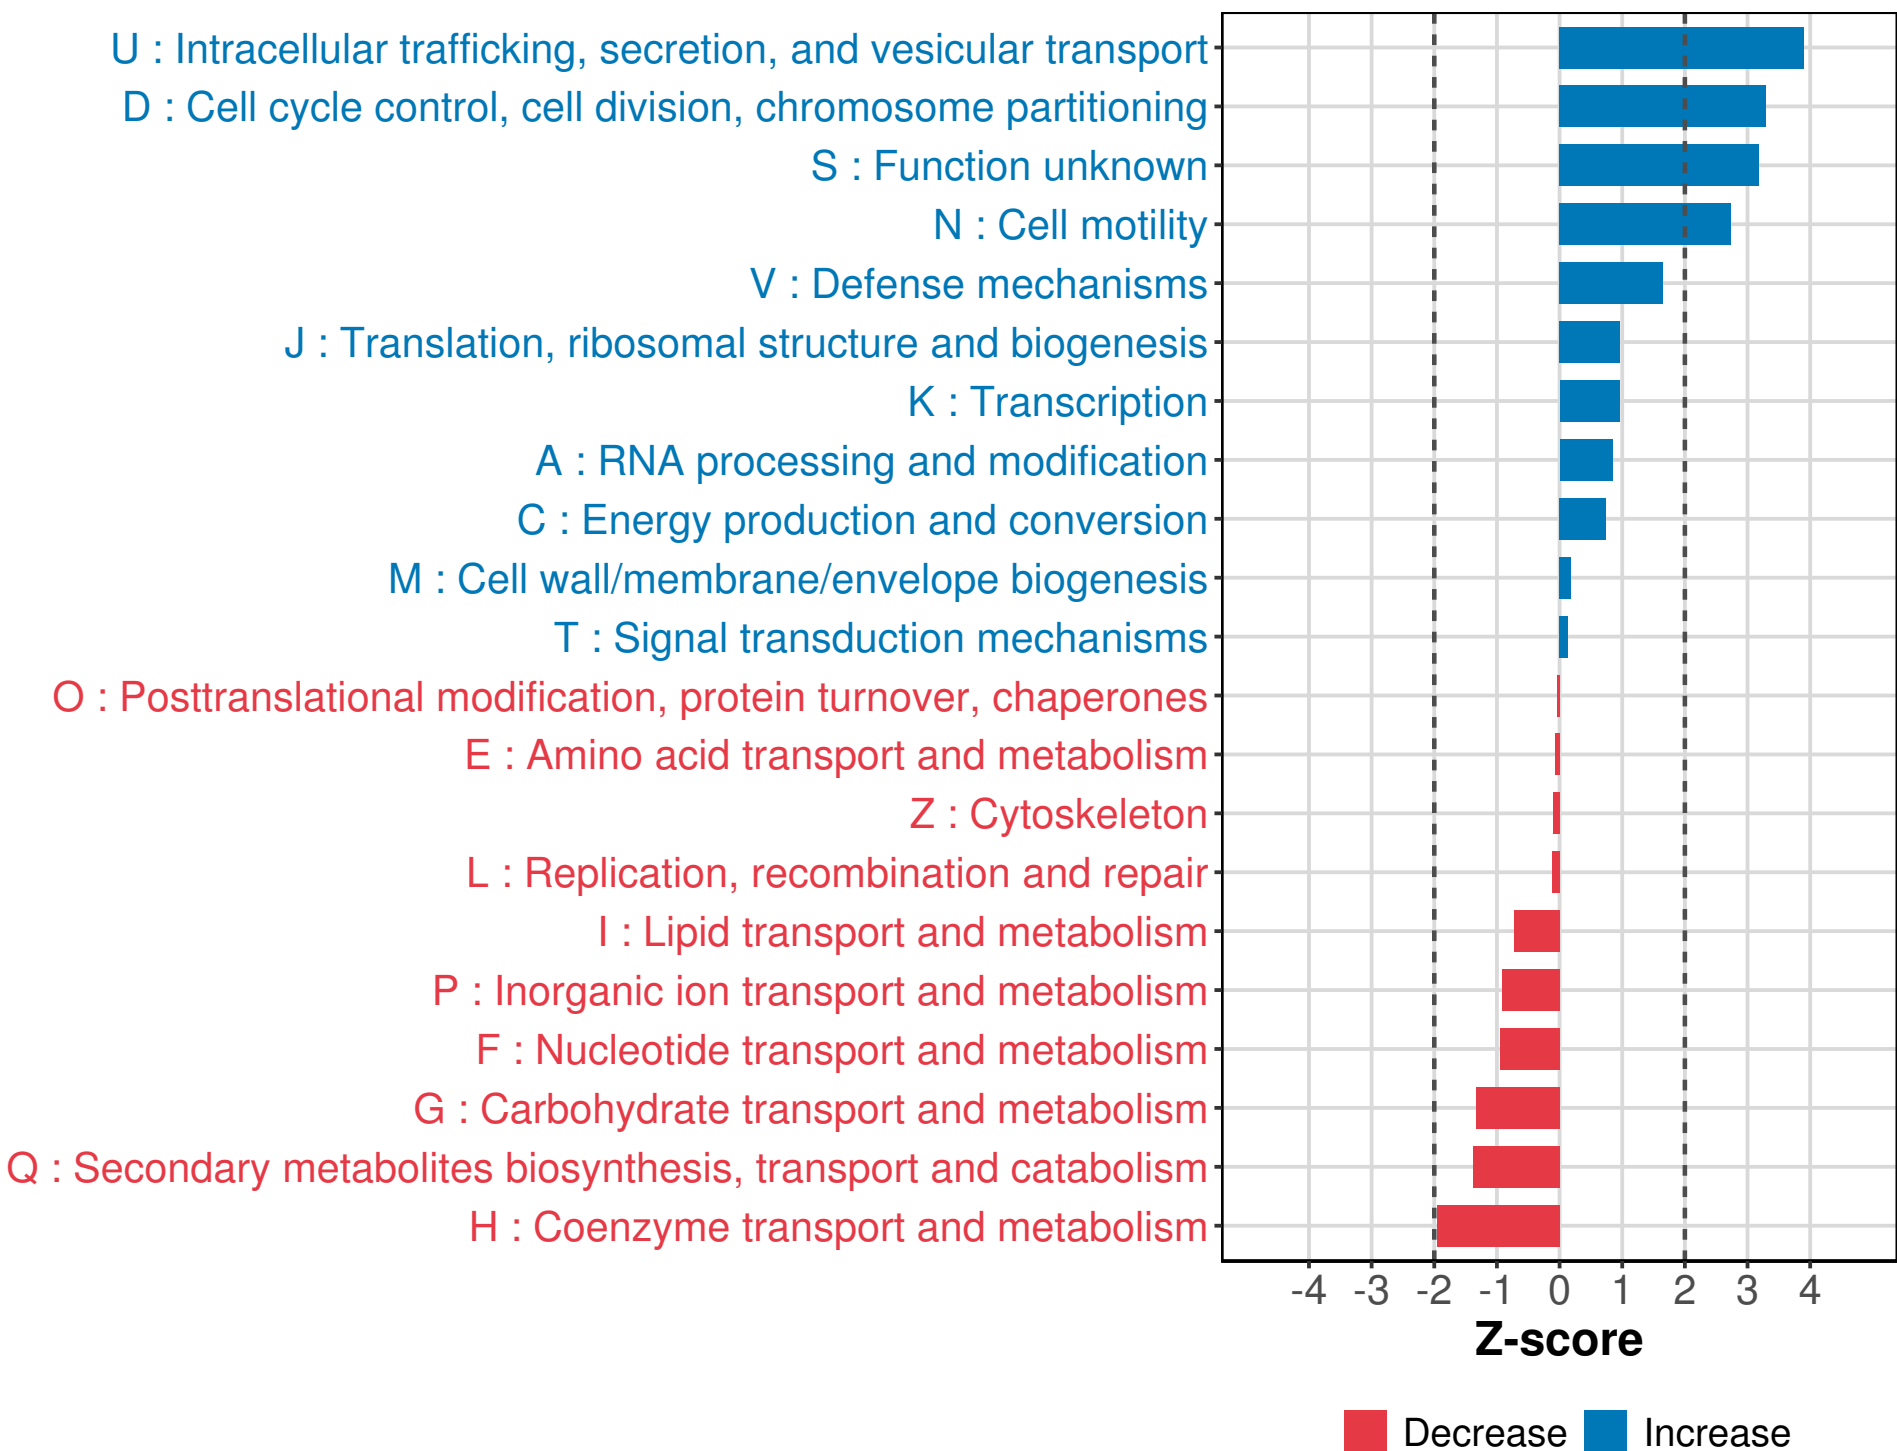 U : Intracellular trafficking, secretion, and vesicular transport
D : Cell cycle control, cell division, chromosome partitioning
S : Function unknown
N : Cell motility
V : Defense mechanisms
J : Translation, ribosomal structure and biogenesis
K : Transcription
A : RNA processing and modification
C : Energy production and conversion
M : Cell wall/membrane/envelope biogenesis
T : Signal transduction mechanisms
O : Posttranslational modification, protein turnover, chaperones
E : Amino acid transport and metabolism
Z : Cytoskeleton
L : Replication, recombination and repair
I : Lipid transport and metabolism
P : Inorganic ion transport and metabolism
F : Nucleotide transport and metabolism
G : Carbohydrate transport and metabolism
Q : Secondary metabolites biosynthesis, transport and catabolism
H : Coenzyme transport and metabolism
-4 -3 -2 -1 0 1 2 3 4
Z-score
Decrease Increase